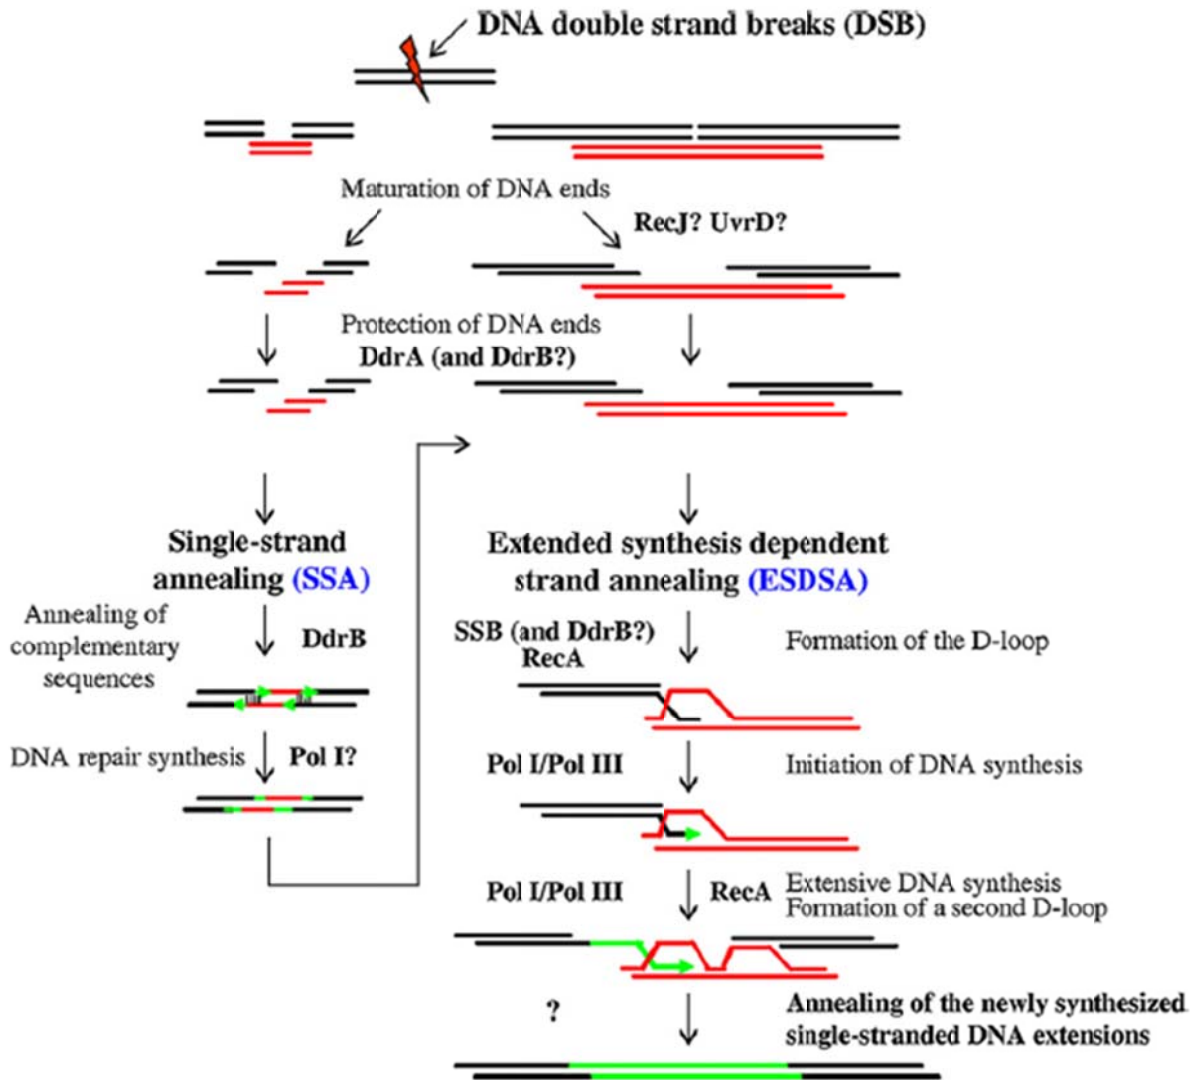 DNA double strand breaks (DSB)
Maturation of DNA ends
RecJ? UvrD?
Protection of DNA ends
DdrA (and DdrB?)
Single-strand
annealing (SSA)
Extended synthesis dependent
strand annealing (ESDSA)
Annealing of
complementary
sequences
DdrB
SSB (and DdrB?)
RecA
Formation of the D-loop
DNA repair synthesis
Pol I?
Pol I/Pol III
Initiation of DNA synthesis
Pol I/Pol III
RecA
Extensive DNA synthesis
Formation of a second D-loop
?
Annealing of the newly synthesized
single-stranded DNA extensions